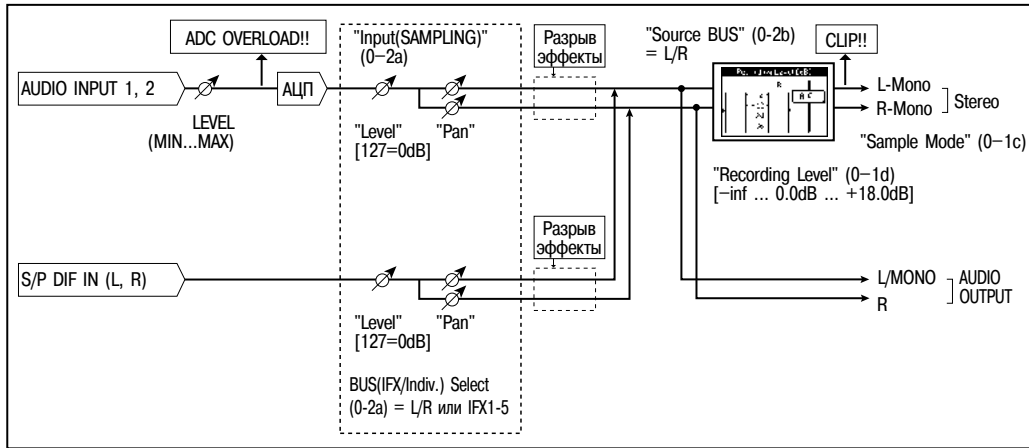 ADC OVERLOAD!!
"Input(SAMPLING)"
(0–2a)
Разрыв
эффекты
"Source BUS" (0-2b)
= L/R
CLIP!!
AUDIO INPUT 1, 2
LEVEL
(MIN...MAX)
АЦП
"Level"
[127=0dB]
"Pan"
L-Mono
R-Mono
Stereo
"Sample Mode" (0–1c)
"Recording Level" (0–1d)
[–inf ... 0.0dB ... +18.0dB]
Разрыв
эффекты
S/P DIF IN (L, R)
"Level"
[127=0dB]
"Pan"
L/MONO
R
AUDIO
OUTPUT
BUS(IFX/Indiv.) Select
(0-2a) = L/R или IFX1-5